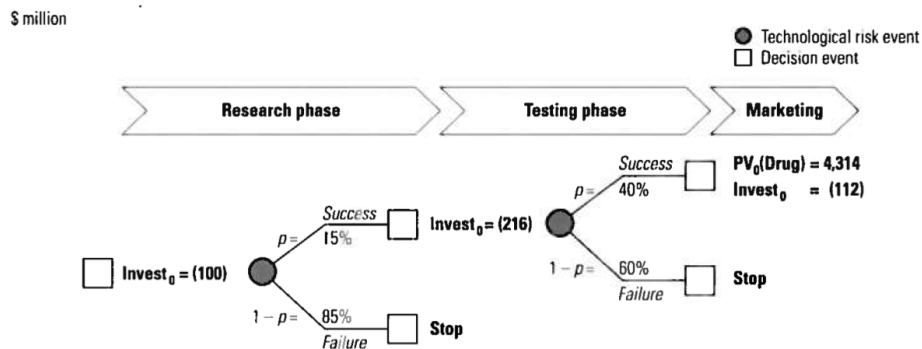 $ million
Technological risk event
Decision event
Research phase
Testing phase
Marketing
Success
p = 40%
PV0(Drug) = 4,314
Invest0 = (112)
Success
p = 15%
Invest0 = (216)
Invest0 = (100)
1 – p = 60%
Failure
Stop
1 – p = 85%
Failure
Stop